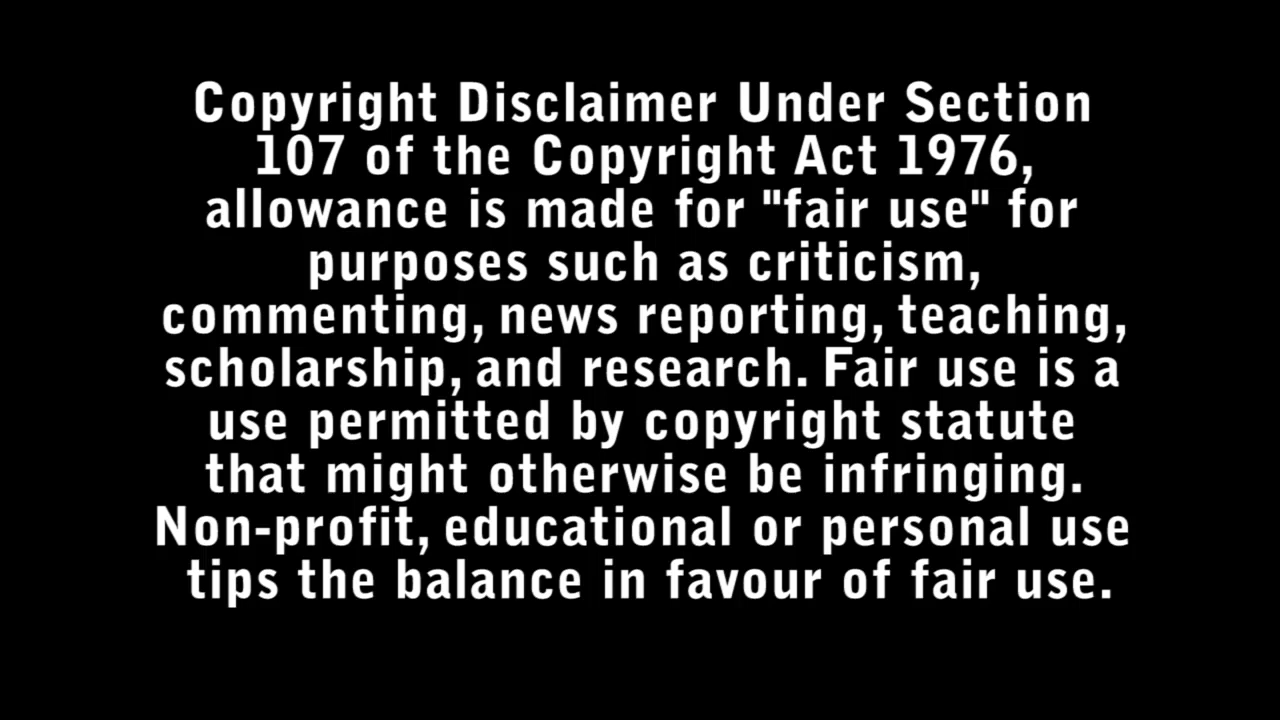 Copyright Disclaimer Under Section
107 of the Copyright Act 1976,
allowance is made for "fair use" for
purposes such as criticism,
commenting, news reporting, teaching,
scholarship, and research. Fair use is a
use permitted by copyright statute
that might otherwise be infringing.
Non-profit, educational or personal use
tips the balance in favour of fair use.